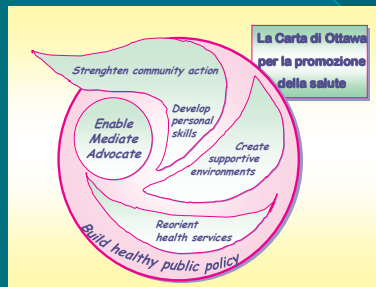 La Carta di Ottawa
per la promozione
della salute
Strenghten community action
Develop
personal
skills
Enable
Mediate
Advocate
Create
supportive
environments
Reorient
health services
Build healthy public policy